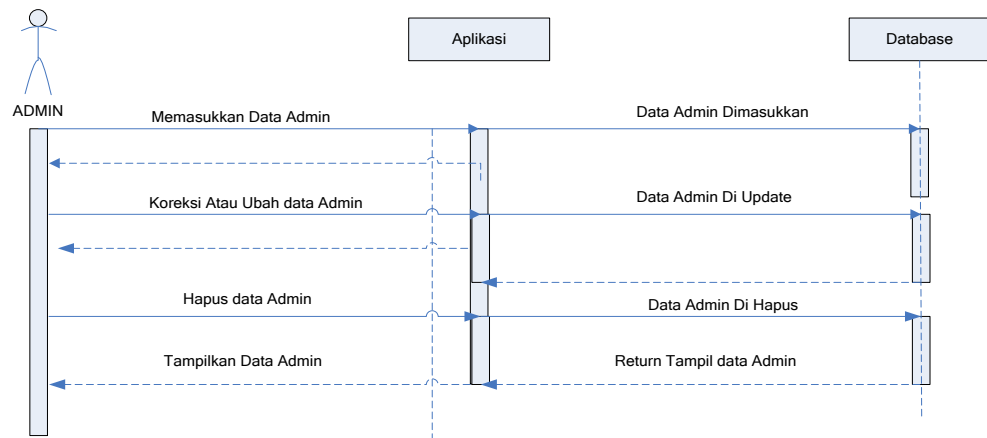 Aplikasi
Database
ADMIN
Memasukkan Data Admin
Data Admin Dimasukkan
Koreksi Atau Ubah data Admin
Data Admin Di Update
Hapus data Admin
Data Admin Di Hapus
Tampilkan Data Admin
Return Tampil data Admin